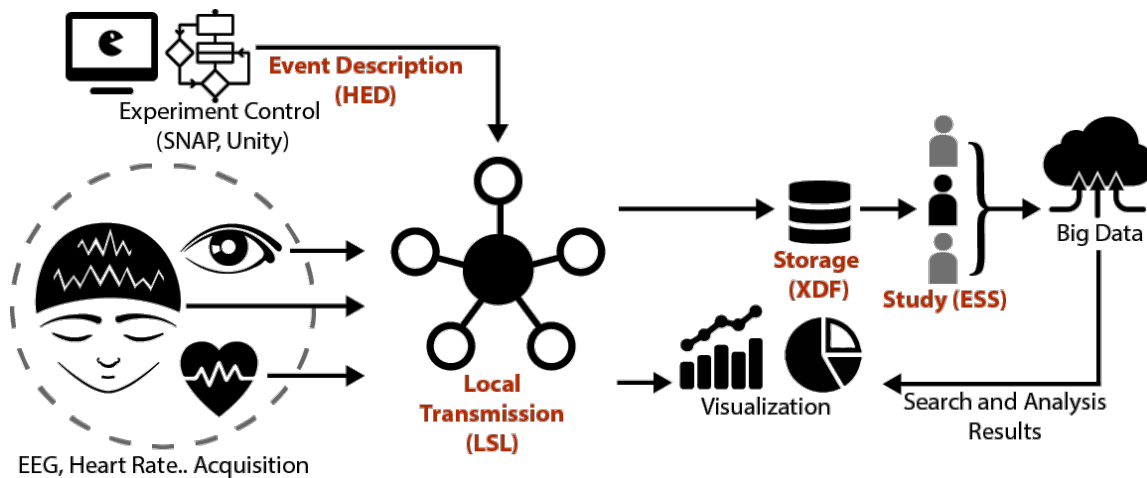 Event Description
(HED)
Experiment Control
(SNAP, Unity)
Big Data
Storage
(XDF)
Study (ESS)
Local
Transmission
(LSL)
Visualization
Search and Analysis
Results
EEG, Heart Rate.. Acquisition